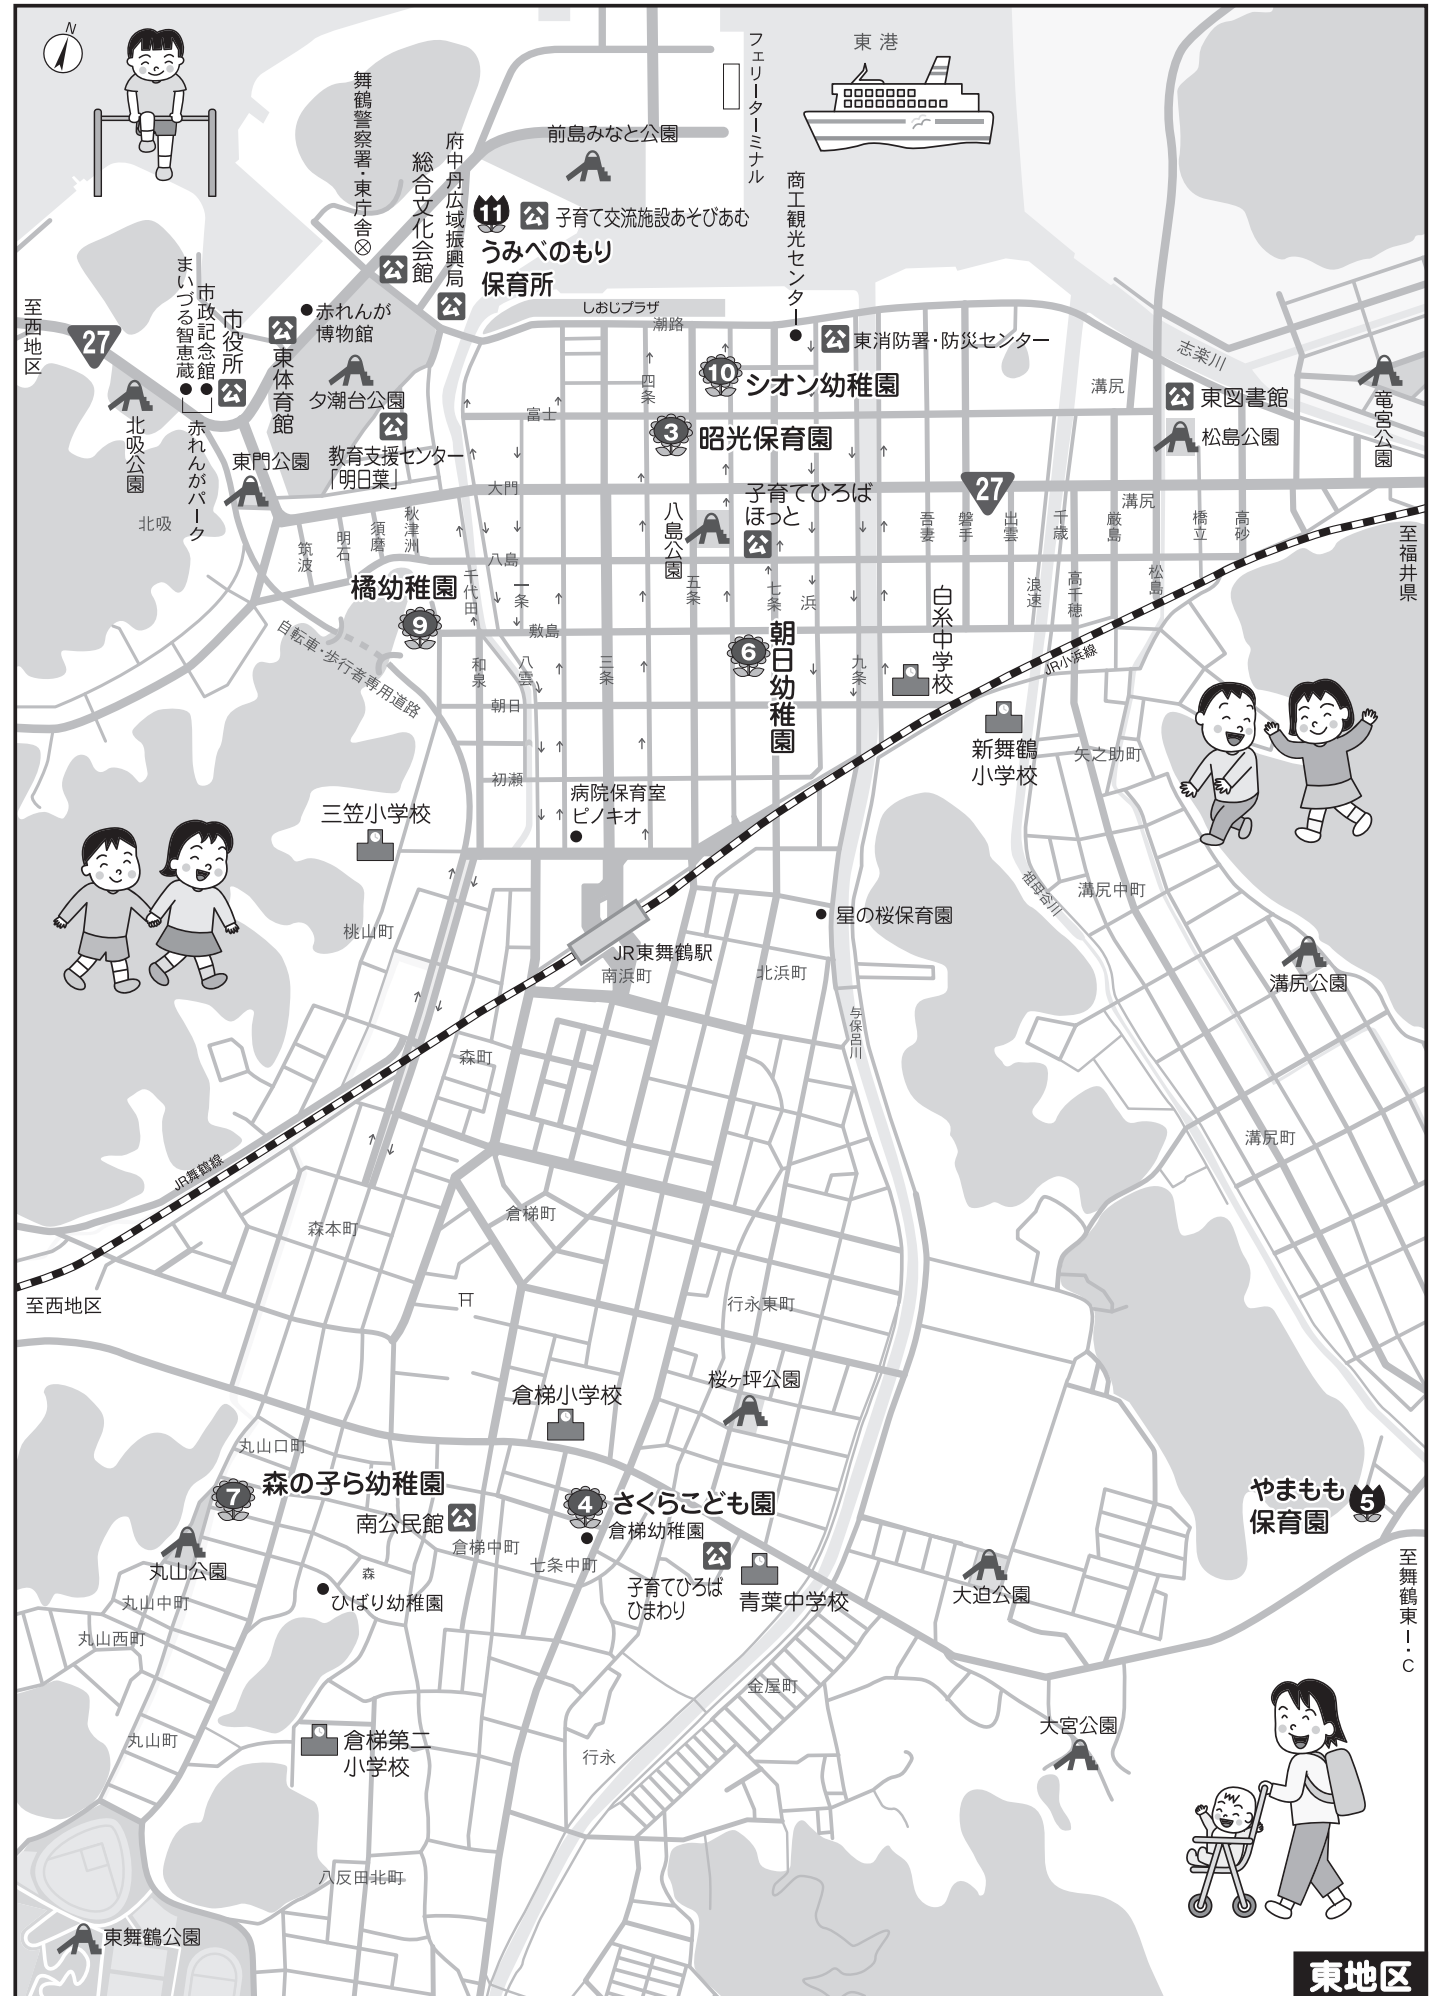 N
東港
フェリーターミナル
舞鶴警察署・東庁舎
府中丹広域振興局
総合文化会館
前島みなと公園
11
公
子育て交流施設あそびあむ
うみべのもり
保育所
商工観光センター
公
公
しおじプラザ
潮路
至西地区
27
まいづる智恵蔵
市政記念館
市役所
公
公
東体育館
赤れんが
博物館
夕潮台公園
公
教育支援センター
「明日葉」
北吸公園
赤れんがパーク
東門公園
北吸
公
東消防署・防災センター
志楽川
四条
10
シオン幼稚園
富士
3
昭光保育園
溝尻
公
東図書館
松島公園
竜宮公園
大門
27
溝尻
子育てひろば
ほっと
公
八島公園
吾妻
磐手
出雲
千歳
厳島
橋立
高砂
至福井県
秋津洲
須磨
明石
筑波
八島
橘幼稚園
9
千代田
一条
五条
七条
浜
浪速
高千穂
松島
敷島
自転車・歩行者専用道路
和泉
八雲
三条
6
朝日幼稚園
九条
白糸中学校
JR小浜線
朝日
新舞鶴
小学校
矢之助町
初瀬
病院保育室
ピノキオ
三笠小学校
祖母谷川
溝尻中町
星の桜保育園
桃山町
JR東舞鶴駅
南浜町
北浜町
溝尻公園
与保呂川
森町
溝尻町
JR舞鶴線
森本町
倉梯町
至西地区
行永東町
桜ヶ坪公園
倉梯小学校
丸山口町
7
森の子ら幼稚園
南公民館
公
倉梯中町
4
さくらこども園
倉梯幼稚園
七条中町
公
子育てひろば
ひまわり
青葉中学校
大迫公園
やまもも
保育園
5
至舞鶴東I・C
丸山公園
丸山中町
森
ひばり幼稚園
丸山西町
金屋町
大宮公園
丸山町
倉梯第二
小学校
行永
八反田北町
東舞鶴公園
東地区